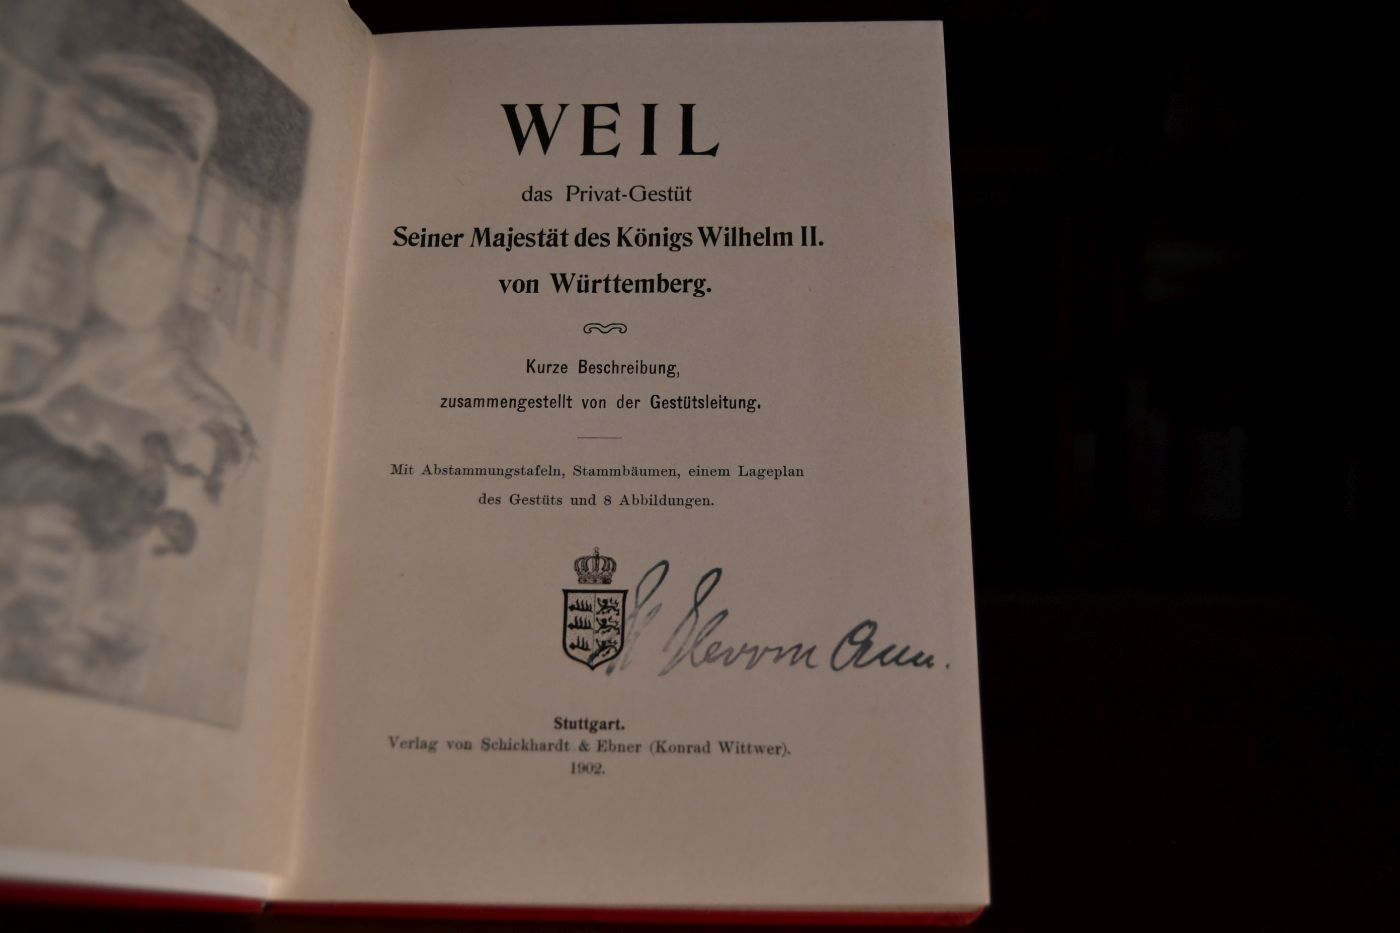 WEIL
das Privat-Gestüt
Seiner Majestät des Königs Wilhelm II.
von Württemberg.
Kurze Beschreibung,
zusammengestellt von der Gestütsleitung.
Mit Abstammungstafeln, Stammbäumen, einem Lageplan
des Gestüts und 8 Abbildungen.
Stuttgart.
Verlag von Schickhardt & Ebner (Konrad Wittwer).
1902.